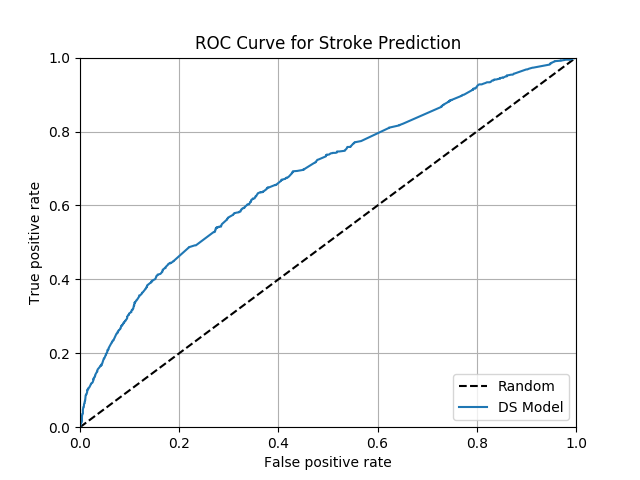 ROC Curve for Stroke Prediction
1.0
0.8
0.6
0.4
0.2
0.0
True positive rate
Random
DS Model
0.0 0.2 0.4 0.6 0.8 1.0
False positive rate